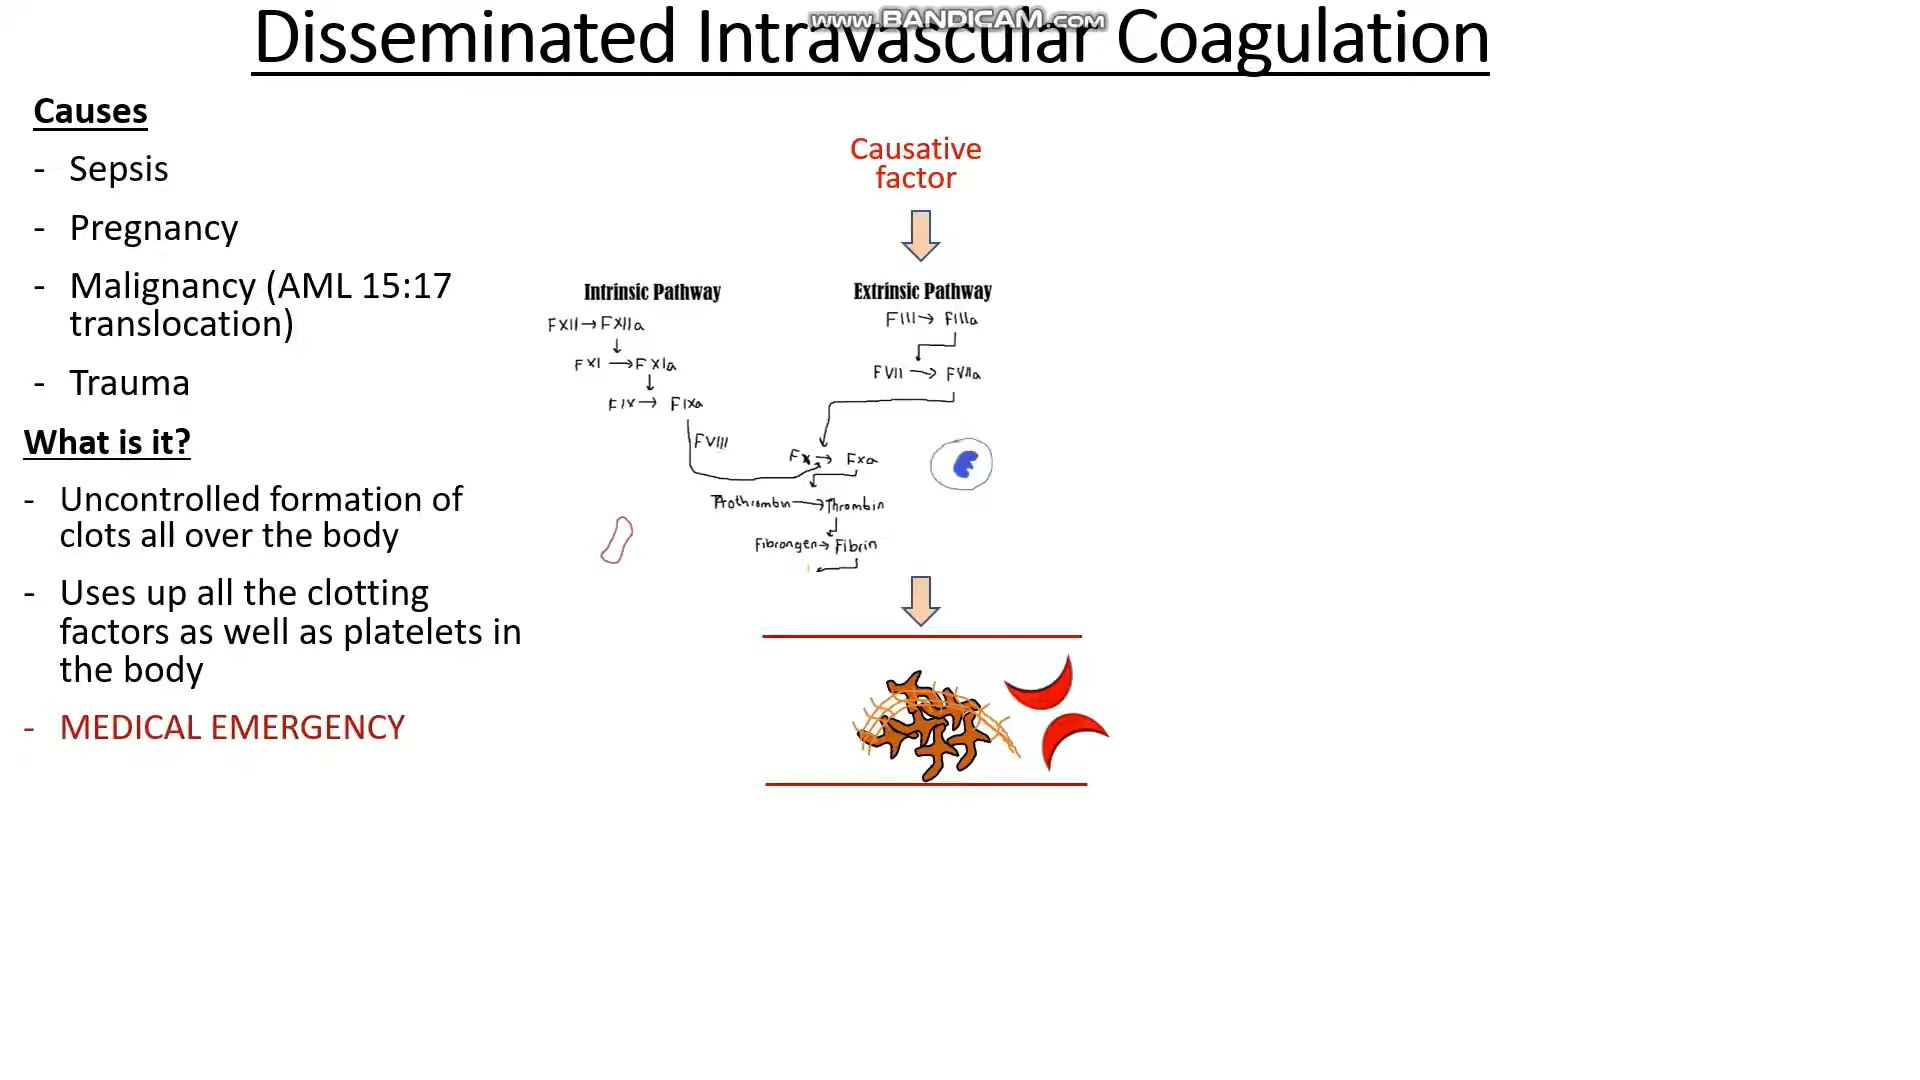 www.BANDICAM.com
Disseminated Intravascular Coagulation
Causes
- Sepsis
- Pregnancy
- Malignancy (AML 15:17
translocation)
- Trauma
What is it?
- Uncontrolled formation of
clots all over the body
- Uses up all the clotting
factors as well as platelets in
the body
- MEDICAL EMERGENCY
Causative
factor
Intrinsic Pathway
FXII → FXIIa
FXI → FXIa
FIX → FIXa
FVIII
Extrinsic Pathway
FIII → FIIIa
FVII → FVIIa
Fx → Fxa
Prothrombin → Thrombin
Fibrongen → Fibrin